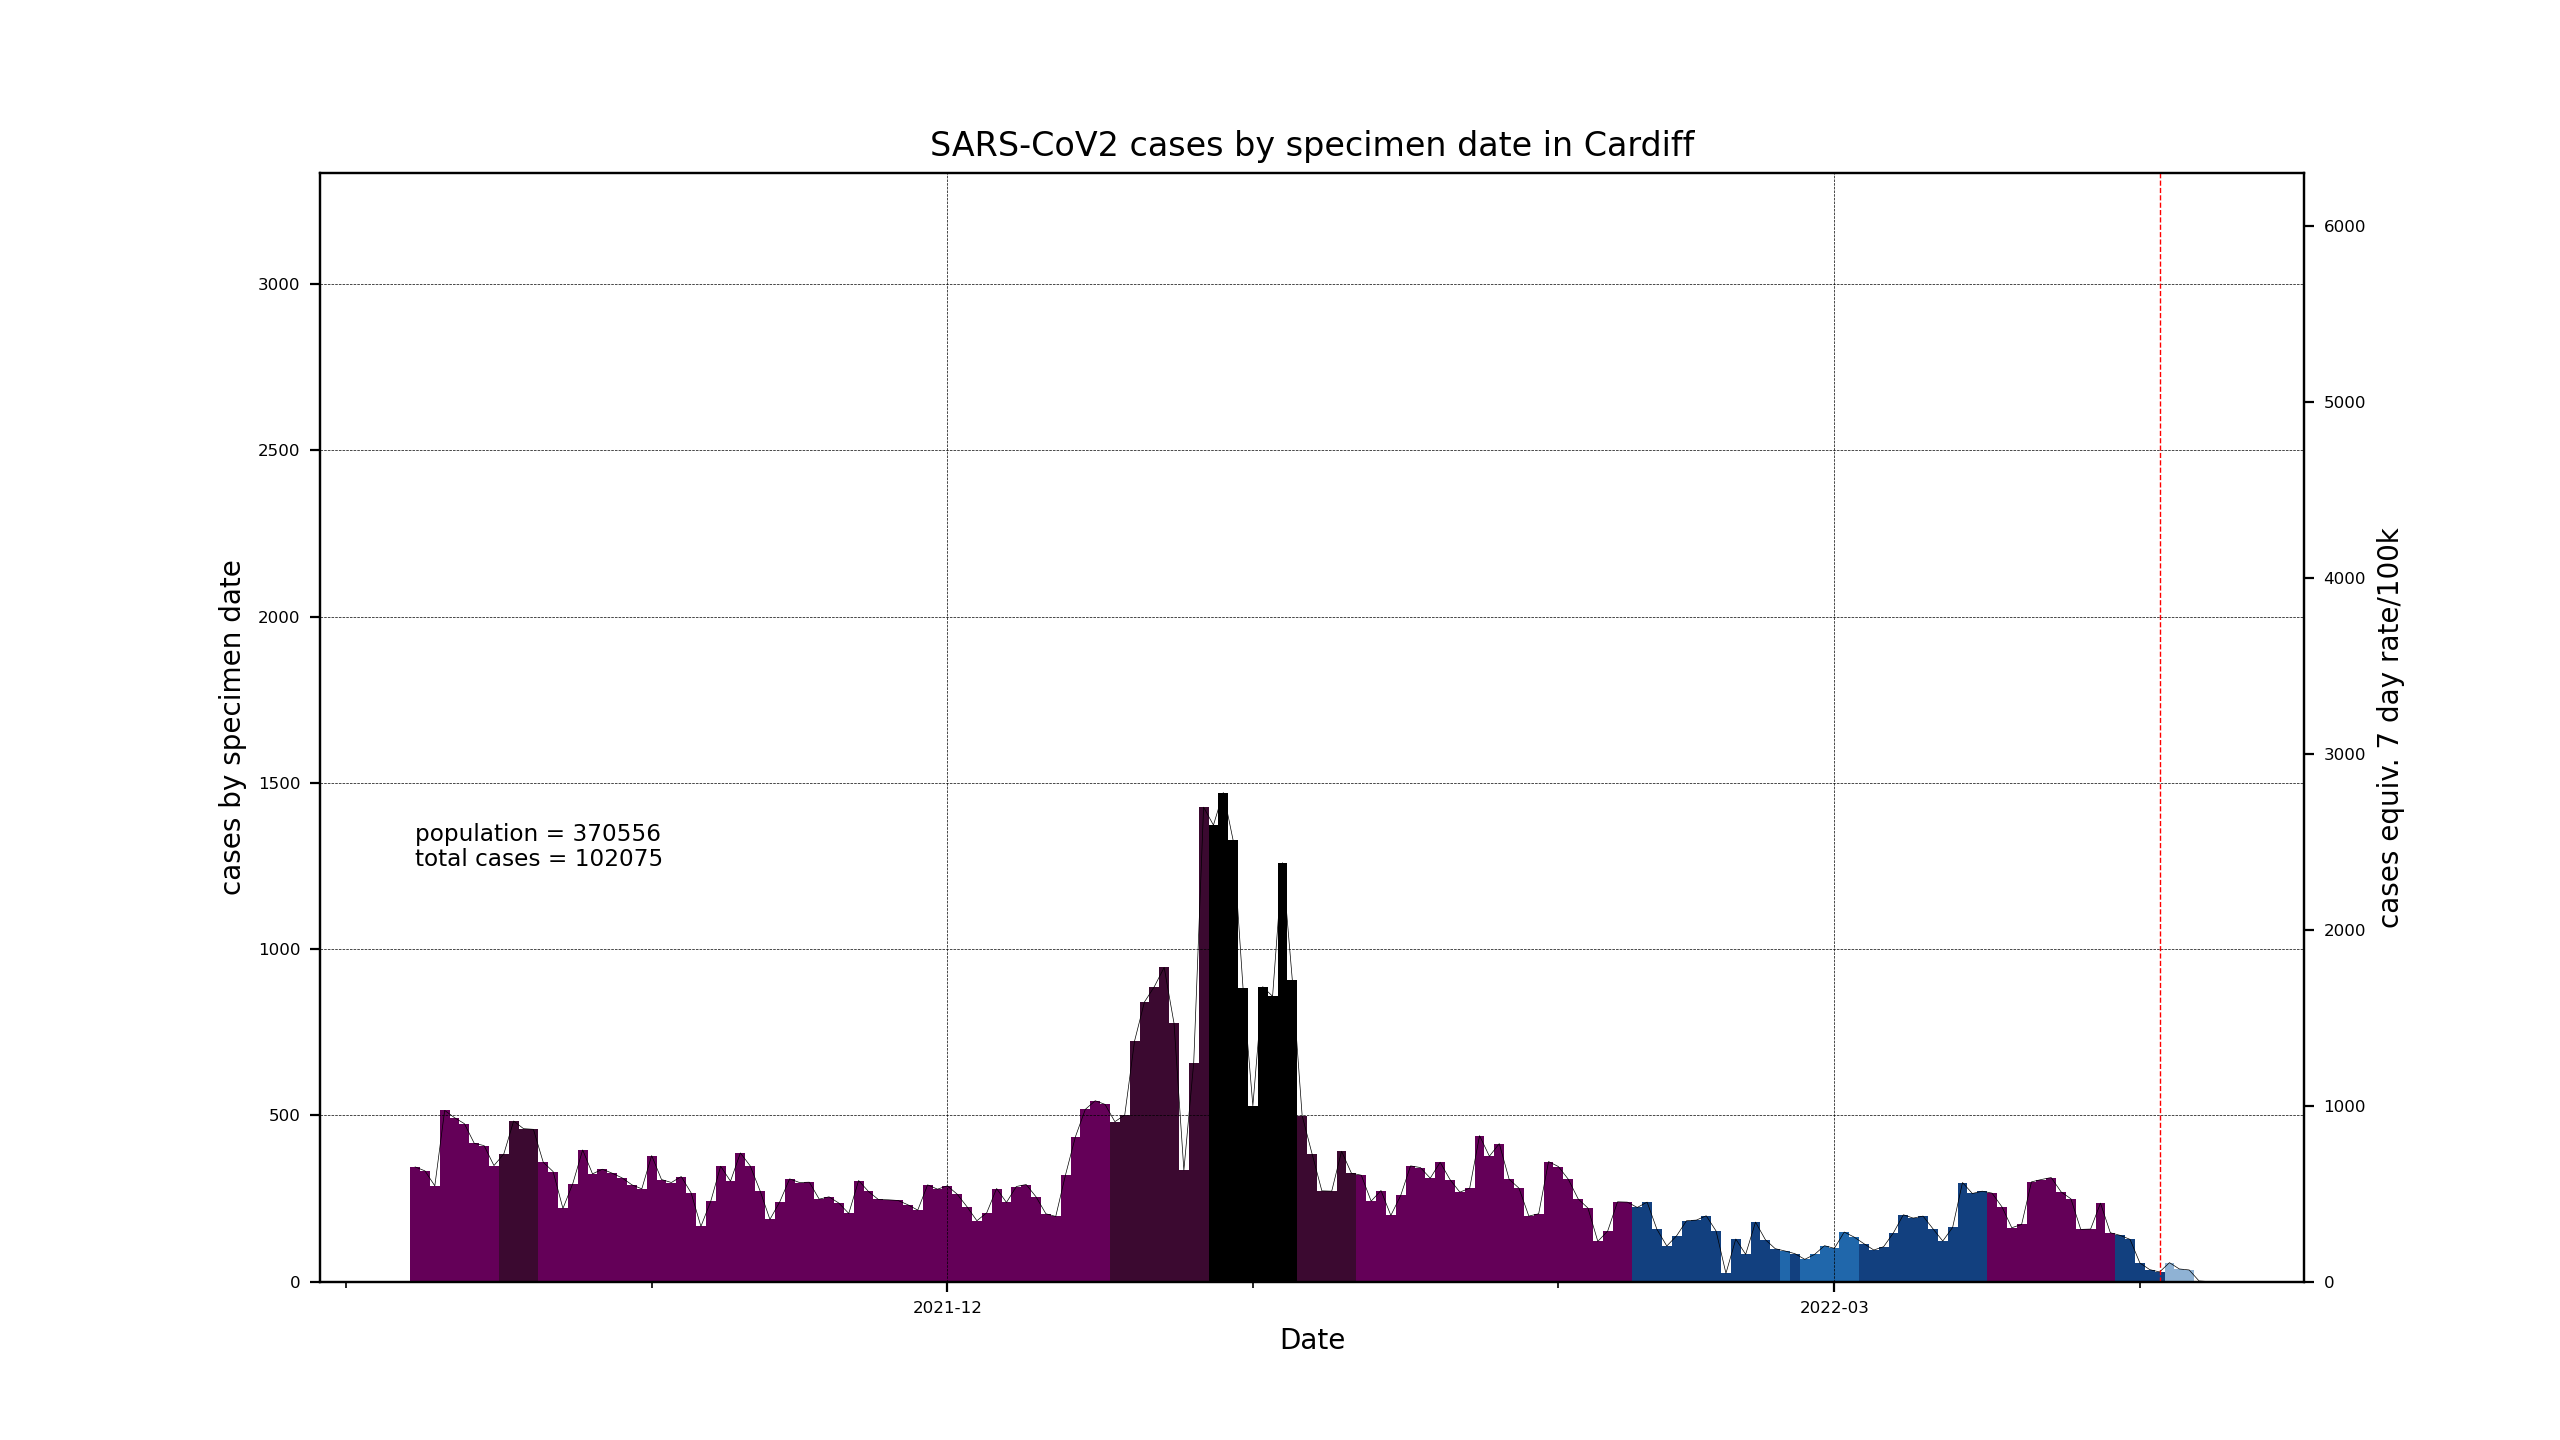 SARS-CoV2 cases by specimen date in Cardiff
cases by specimen date
3000
2500
2000
1500
1000
500
0
population = 370556
total cases = 102075
6000
5000
4000
3000
2000
1000
0
cases equiv. 7 day rate/100k
2021-12
2022-03
Date